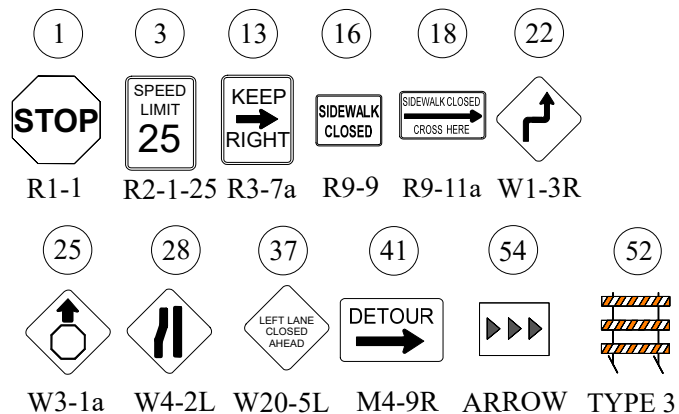 1 3 13 16 18 22
STOP
SPEED
LIMIT
25
KEEP
RIGHT
SIDEWALK
CLOSED
SIDEWALK CLOSED
CROSS HERE
R1-1 R2-1-25 R3-7a R9-9 R9-11a W1-3R
25 28 37 41 54 52
LEFT LANE
CLOSED
AHEAD
DETOUR
W3-1a W4-2L W20-5L M4-9R ARROW TYPE 3